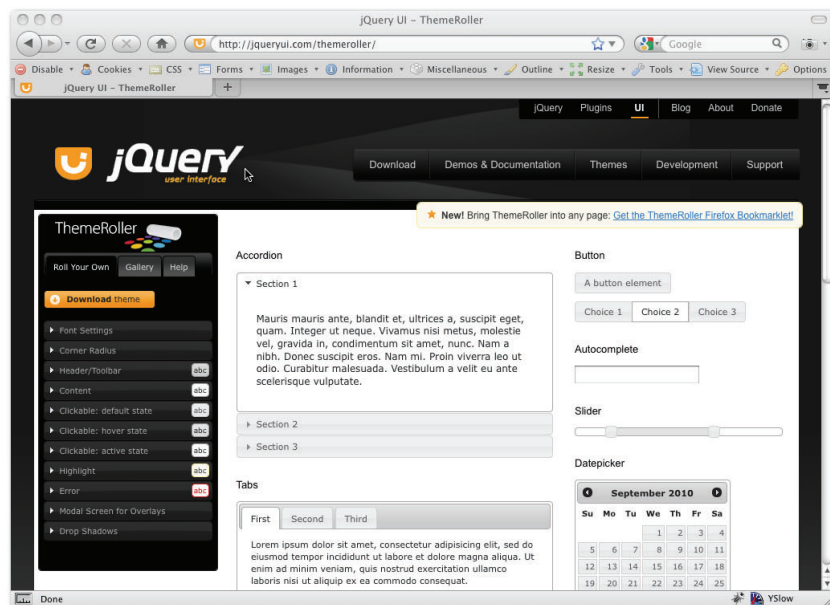 jQuery UI – ThemeRoller
http://jqueryui.com/themeroller/
Google
Disable Cookies CSS Forms Images Information Miscellaneous Outline Resize Tools View Source Options
jQuery UI – ThemeRoller
jQuery Plugins UI Blog About Donate
jQuery
user interface
Download Demos & Documentation Themes Development Support
New! Bring ThemeRoller into any page: Get the ThemeRoller Firefox Bookmarklet!
ThemeRoller
Roll Your Own Gallery Help
Download theme
Font Settings
Corner Radius
Header/Toolbar abc
Content abc
Clickable: default state abc
Clickable: hover state abc
Clickable: active state abc
Highlight abc
Error abc
Modal Screen for Overlays
Drop Shadows
Accordion
Section 1
Mauris mauris ante, blandit et, ultrices a, suscipit eget,
quam. Integer ut neque. Vivamus nisi metus, molestie
vel, gravida in, condimentum sit amet, nunc. Nam a
nibh. Donec suscipit eros. Nam mi. Proin viverra leo ut
odio. Curabitur malesuada. Vestibulum a velit eu ante
scelerisque vulputate.
Section 2
Section 3
Tabs
First Second Third
Lorem ipsum dolor sit amet, consectetur adipisicing elit, sed do
eiusmod tempor incididunt ut labore et dolore magna aliqua. Ut
enim ad minim veniam, quis nostrud exercitation ullamco
laboris nisi ut aliquip ex ea commodo consequat.
Button
A button element
Choice 1 Choice 2 Choice 3
Autocomplete
Slider
Datepicker
September 2010
Su Mo Tu We Th Fr Sa
1 2 3 4
5 6 7 8 9 10 11
12 13 14 15 16 17 18
19 20 21 22 23 24 25
Done
YSlow